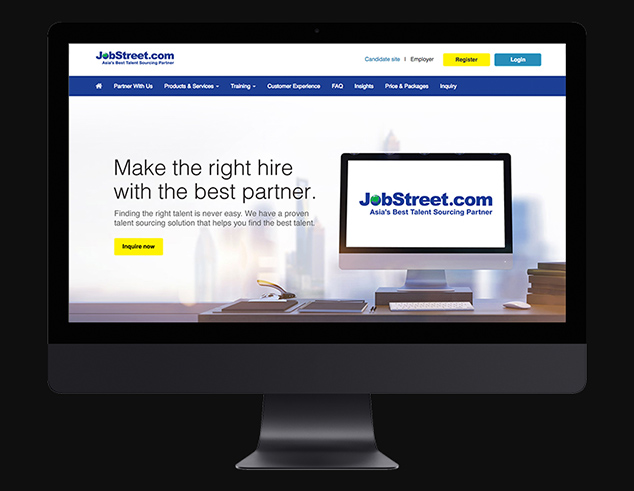 JobStreet.com
Asia's Best Talent Sourcing Partner
Candidate site | Employer Register Login
Partner With Us Products & Services Training Customer Experience FAQ Insights Price & Packages Inquiry
Make the right hire
with the best partner.
Finding the right talent is never easy. We have a proven
talent sourcing solution that helps you find the best talent.
Inquire now
JobStreet.com
Asia's Best Talent Sourcing Partner